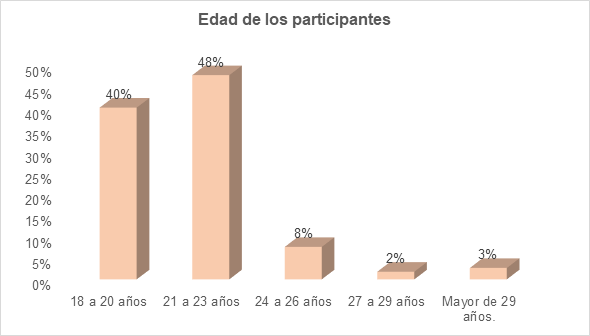 Edad de los participantes
50%
45%
40%
35%
30%
25%
20%
15%
10%
5%
0%
40%
48%
8%
2%
3%
18 a 20 años
21 a 23 años
24 a 26 años
27 a 29 años
Mayor de 29
años.